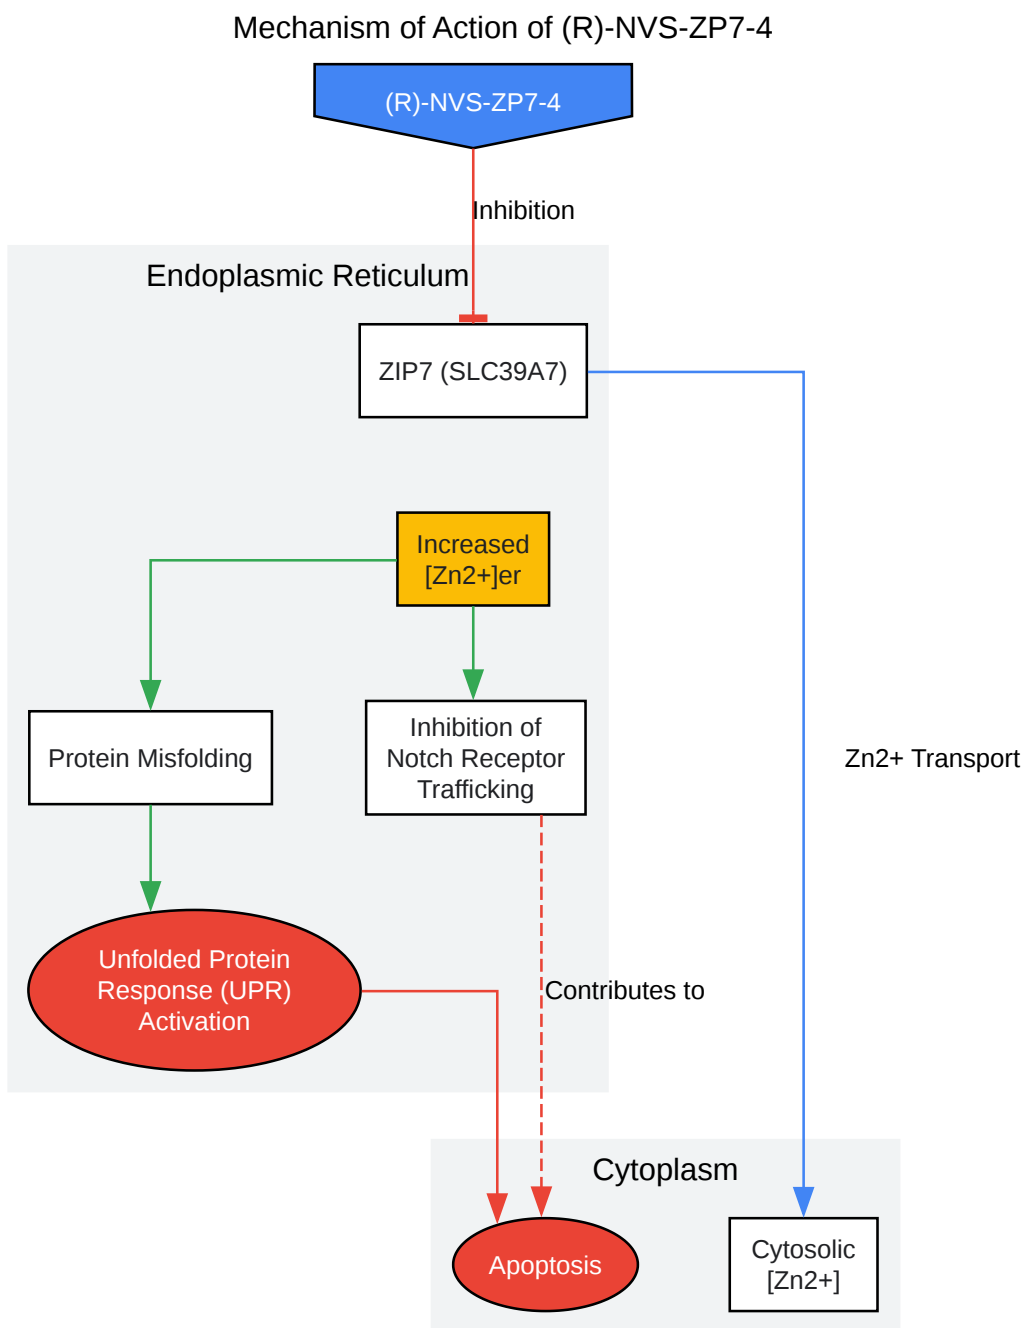 Mechanism of Action of (R)-NVS-ZP7-4
(R)-NVS-ZP7-4
Inhibition
Endoplasmic Reticulum
ZIP7 (SLC39A7)
Increased
[Zn2+]er
Protein Misfolding
Inhibition of
Notch Receptor
Trafficking
Zn2+ Transport
Unfolded Protein
Response (UPR)
Activation
Contributes to
Cytoplasm
Apoptosis
Cytosolic
[Zn2+]